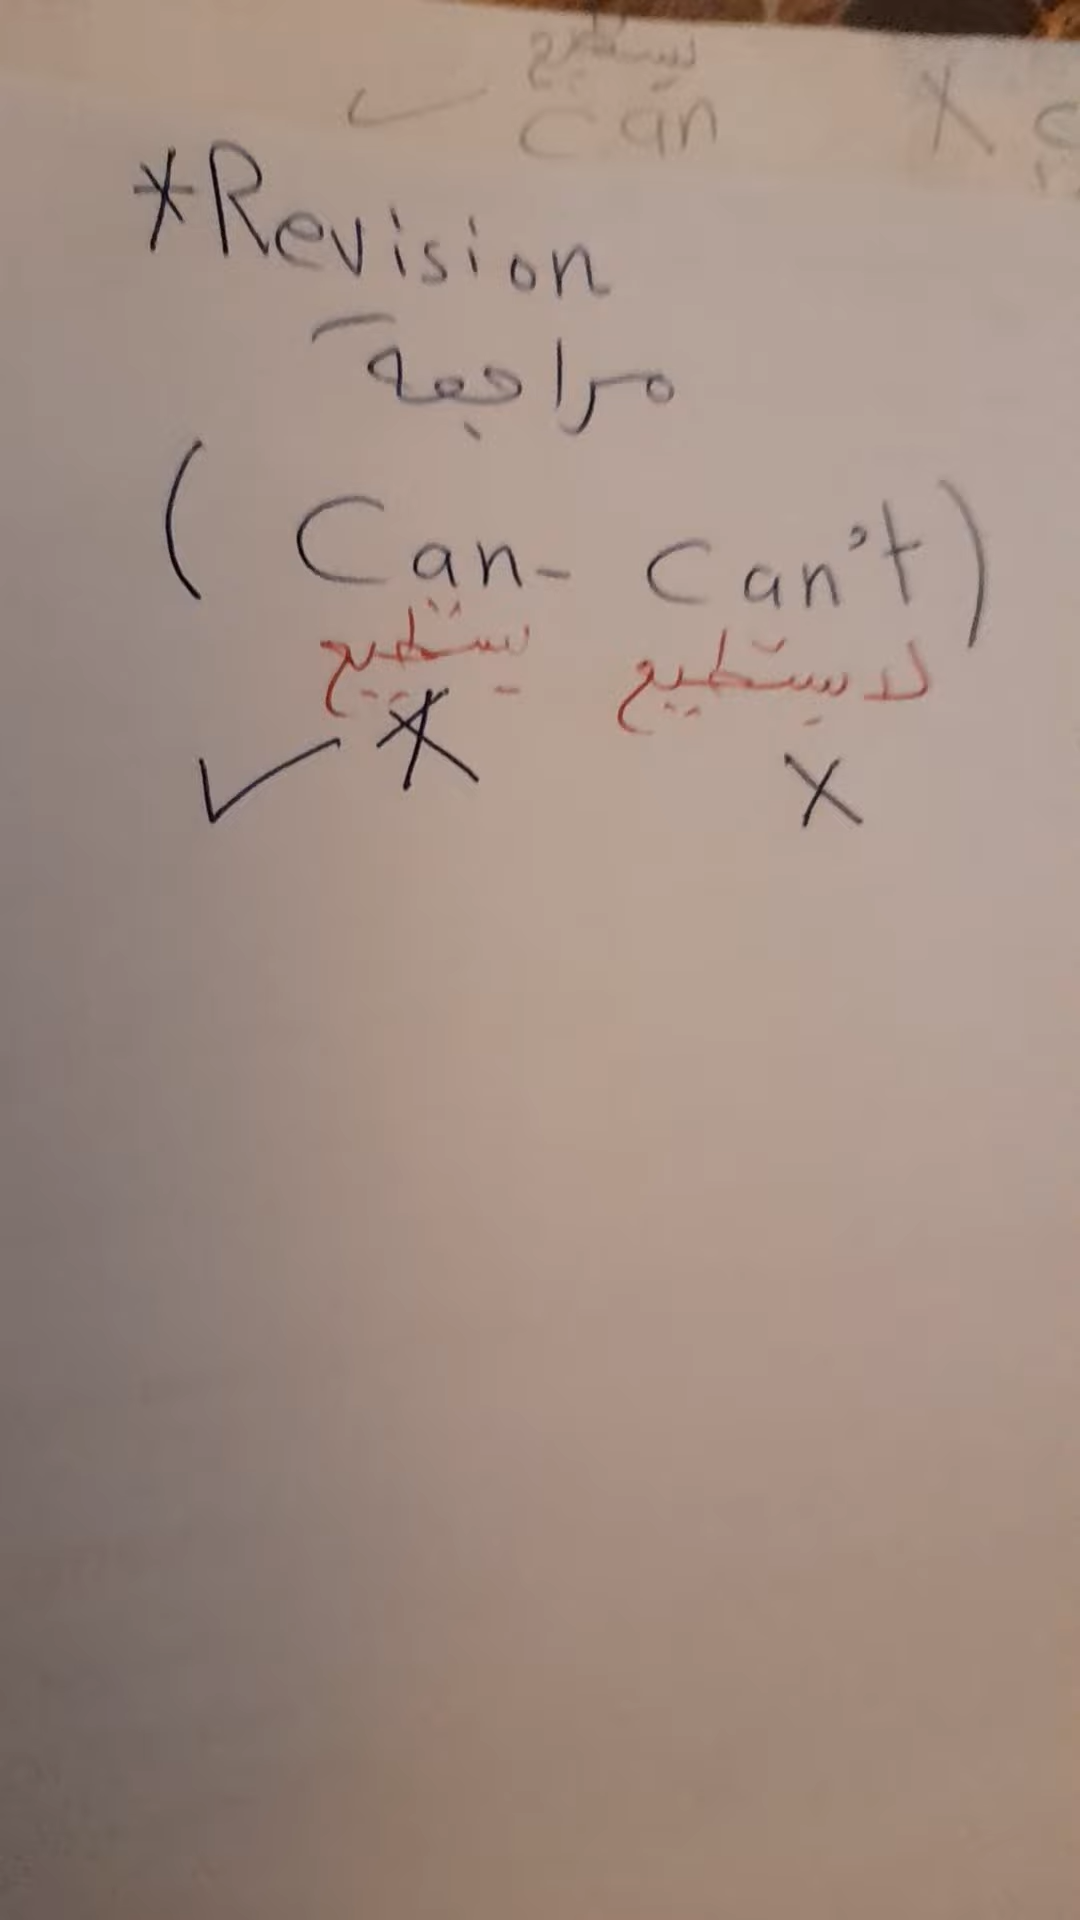 يستطيع
✓ can X
*Revision
مراجعة
( Can - Can't )
يستطيع لا يستطيع
✓ X X